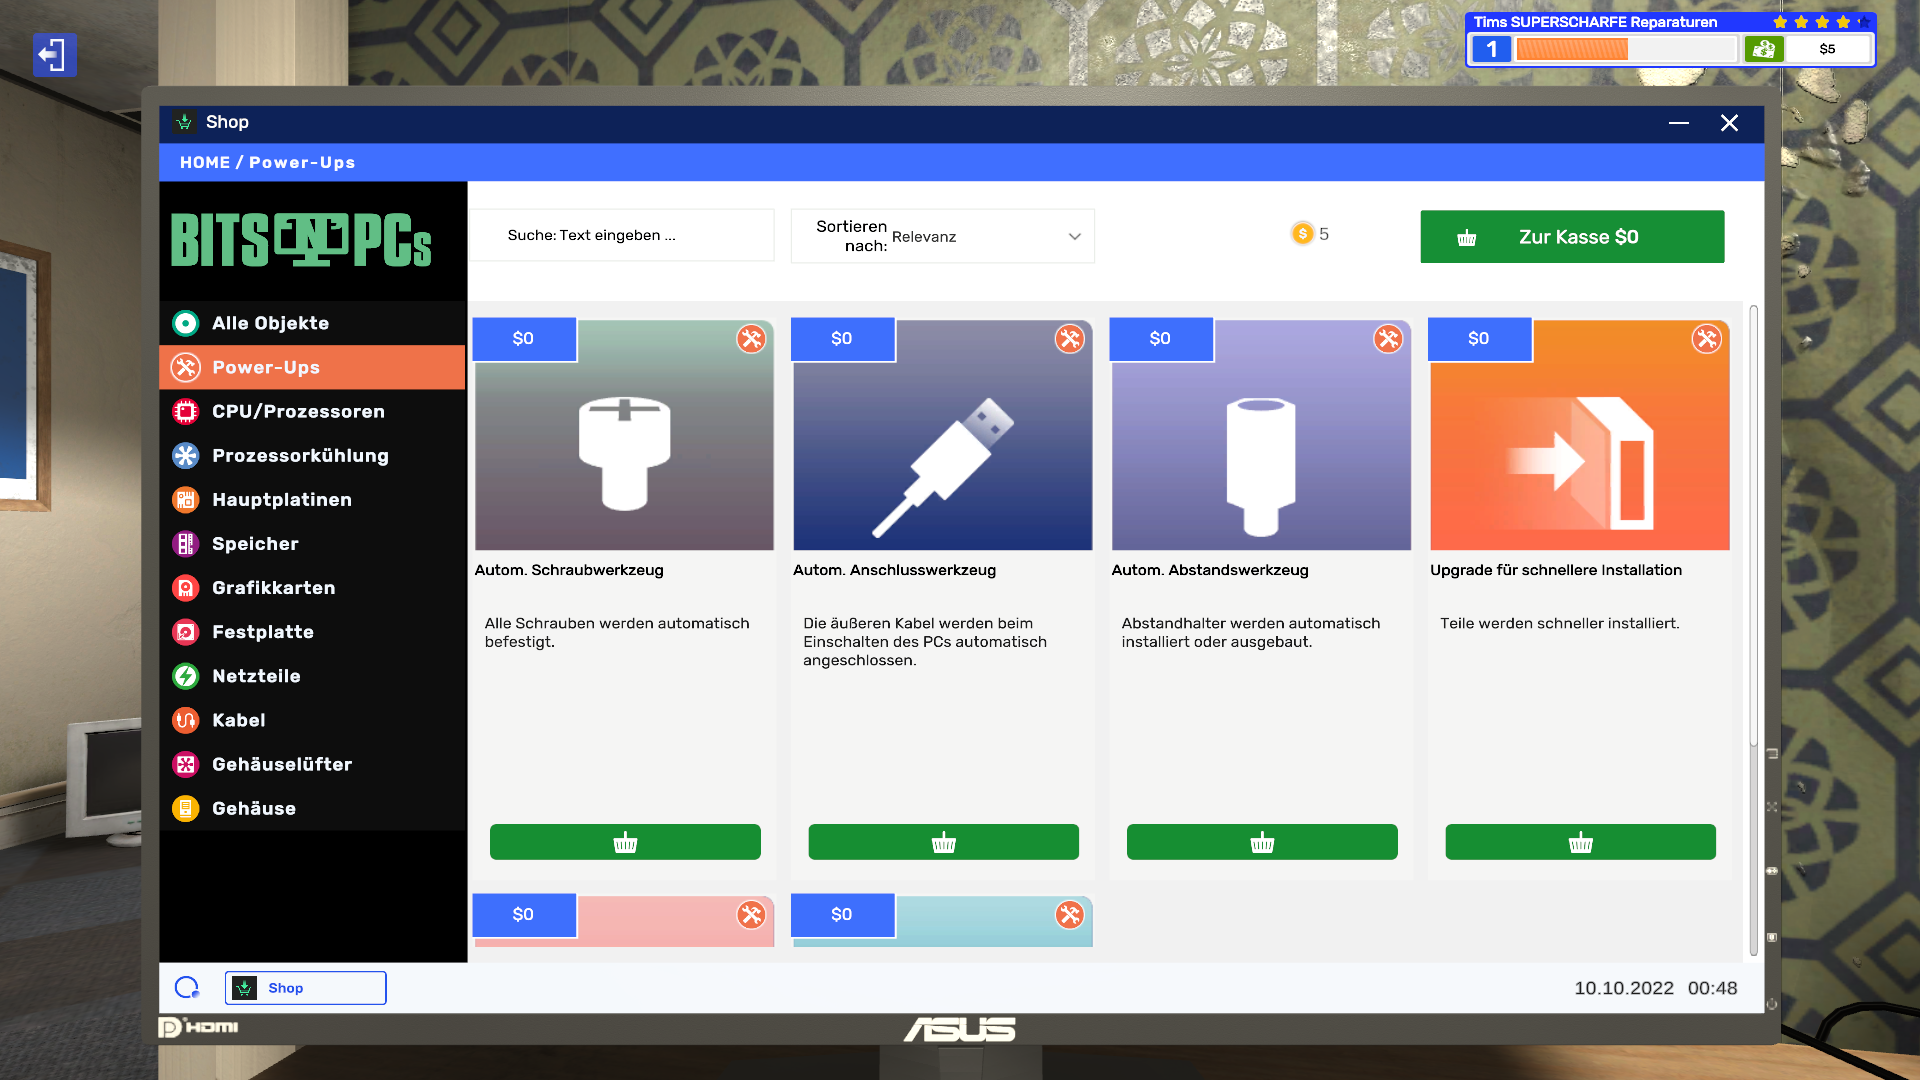 Tims SUPERSCHARFE Reparaturen
1
$5
Shop
HOME / Power-Ups
BITS N PCs
Suche: Text eingeben ...
Sortieren
nach:
Relevanz
$ 5
Zur Kasse $0
Alle Objekte
Power-Ups
CPU/Prozessoren
Prozessorkühlung
Hauptplatinen
Speicher
Grafikkarten
Festplatte
Netzteile
Kabel
Gehäuselüfter
Gehäuse
$0
Autom. Schraubwerkzeug
Alle Schrauben werden automatisch
befestigt.
$0
Autom. Anschlusswerkzeug
Die äußeren Kabel werden beim
Einschalten des PCs automatisch
angeschlossen.
$0
Autom. Abstandswerkzeug
Abstandhalter werden automatisch
installiert oder ausgebaut.
$0
Upgrade für schnellere Installation
Teile werden schneller installiert.
$0
$0
Shop
10.10.2022 00:48
HDMI
ASUS